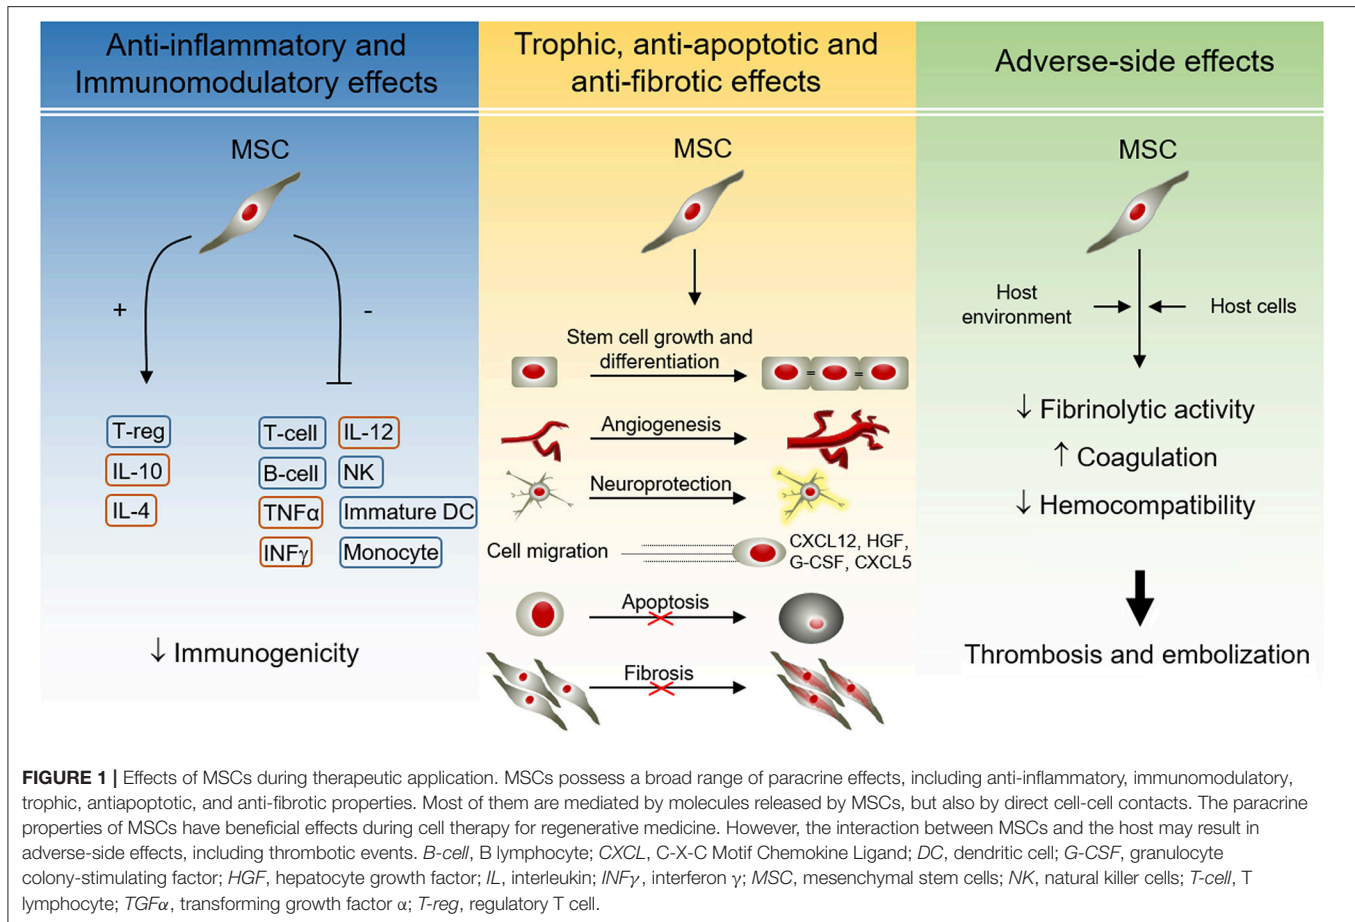 Anti-inflammatory and
Immunomodulatory effects
MSC
+
-
T-reg
IL-10
IL-4
T-cell
IL-12
B-cell
NK
TNFα
Immature DC
INFγ
Monocyte
↓ Immunogenicity
Trophic, anti-apoptotic and
anti-fibrotic effects
MSC
Stem cell growth and
differentiation
= =
Angiogenesis
Neuroprotection
Cell migration
CXCL12, HGF,
G-CSF, CXCL5
Apoptosis
Fibrosis
Adverse-side effects
MSC
Host
environment
Host cells
↓ Fibrinolytic activity
↑ Coagulation
↓ Hemocompatibility
Thrombosis and embolization
FIGURE 1 | Effects of MSCs during therapeutic application. MSCs possess a broad range of paracrine effects, including anti-inflammatory, immunomodulatory,
trophic, antiapoptotic, and anti-fibrotic properties. Most of them are mediated by molecules released by MSCs, but also by direct cell-cell contacts. The paracrine
properties of MSCs have beneficial effects during cell therapy for regenerative medicine. However, the interaction between MSCs and the host may result in
adverse-side effects, including thrombotic events. B-cell, B lymphocyte; CXCL, C-X-C Motif Chemokine Ligand; DC, dendritic cell; G-CSF, granulocyte
colony-stimulating factor; HGF, hepatocyte growth factor; IL, interleukin; INFγ, interferon γ; MSC, mesenchymal stem cells; NK, natural killer cells; T-cell, T
lymphocyte; TGFα, transforming growth factor α; T-reg, regulatory T cell.